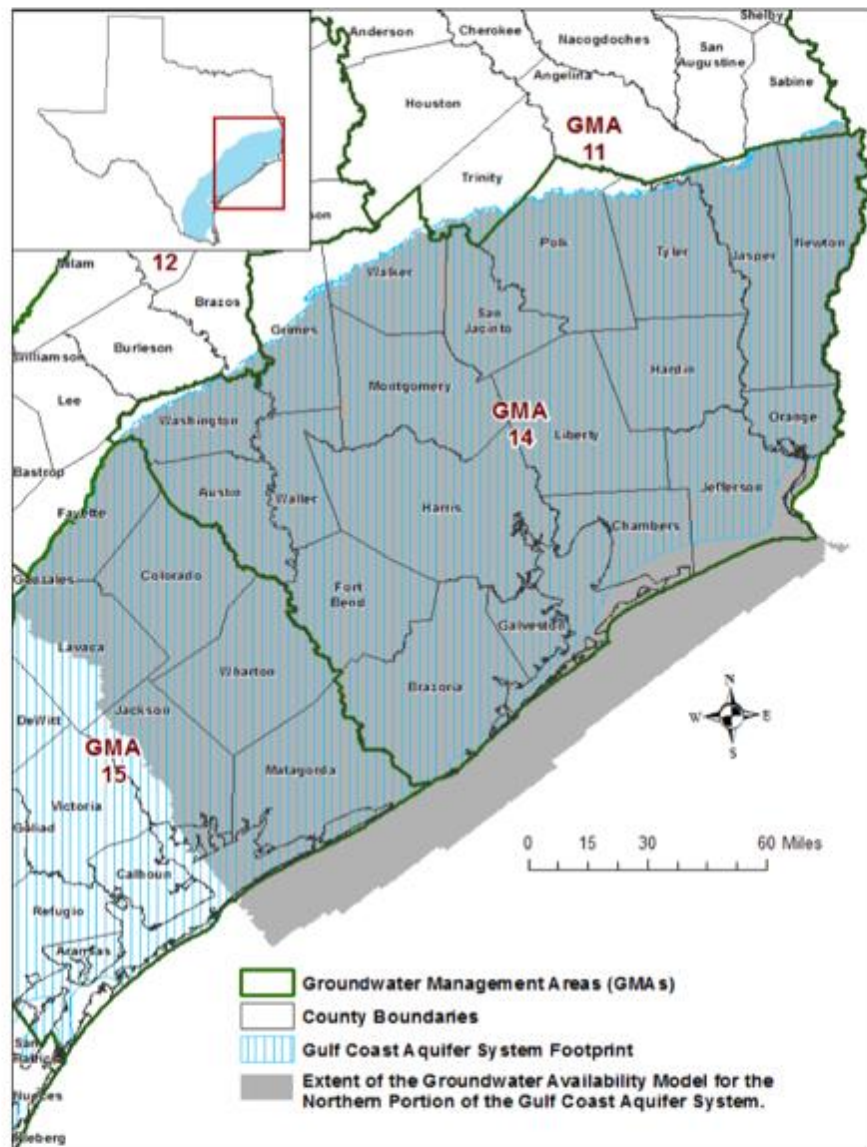 Shelby
Anderson
Cherokee
Nacogdoches
San
Augustine
Angelina
Sabine
Houston
GMA
11
Trinity
son
Polk
Tyler
Jasper
Newton
Milam
12
Walker
Brazos
San
Jacinto
Grimes
Burleson
Williamson
Hardin
Montgomery
Lee
GMA
14
Washington
Orange
Liberty
Bastrop
Jefferson
Austin
Waller
Harris
Fayette
Chambers
Colorado
Gonzales
Fort
Bend
Galveston
Lavaca
Wharton
Brazoria
N
W
E
S
Jackson
DeWitt
GMA
15
Matagorda
Victoria
Goliad
0 15 30 60 Miles
Calhoun
Refugio
Aransas
San
Patricio
Nueces
Kleberg
Groundwater Management Areas (GMAs)
County Boundaries
Gulf Coast Aquifer System Footprint
Extent of the Groundwater Availability Model for the
Northern Portion of the Gulf Coast Aquifer System.